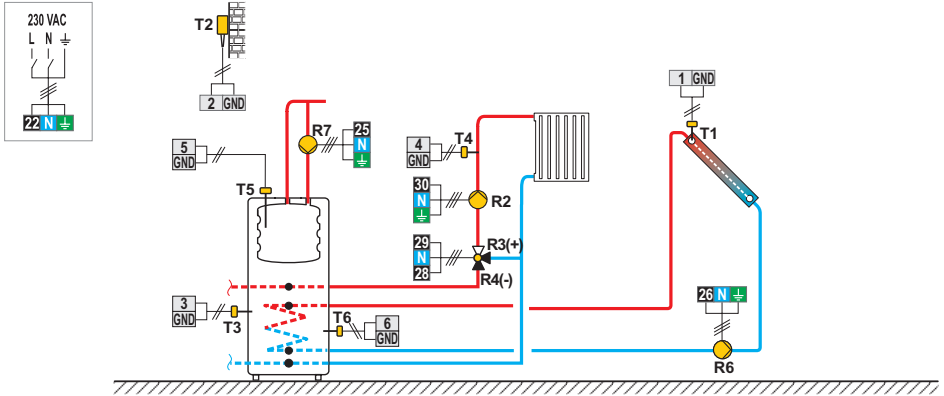 230 VAC
L N
22 N
T2
2 GND
5
GND
T5
R7
25
N
4
GND
T4
30
N
R2
29
N
28
R3(+)
R4(-)
1 GND
T1
3
GND
T3
T6
6
GND
26 N
R6